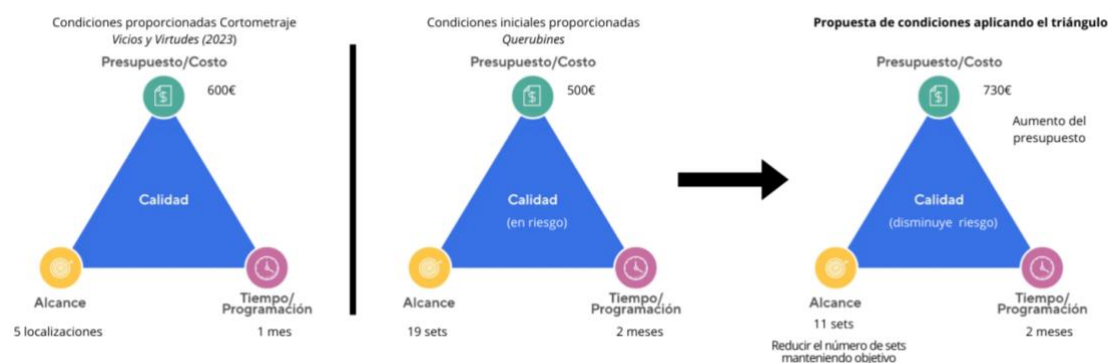 Condiciones proporcionadas Cortometraje
Vicios y Virtudes (2023)
Presupuesto/Costo
600€
Calidad
Alcance
5 localizaciones
Tiempo/
Programación
1 mes
Condiciones iniciales proporcionadas
Querubines
Presupuesto/Costo
500€
Calidad
(en riesgo)
Alcance
19 sets
Tiempo/
Programación
2 meses
Propuesta de condiciones aplicando el triángulo
Presupuesto/Costo
730€
Aumento del
presupuesto
Calidad
(disminuye riesgo)
Alcance
11 sets
Reducir el número de sets
manteniendo objetivo
Tiempo/
Programación
2 meses